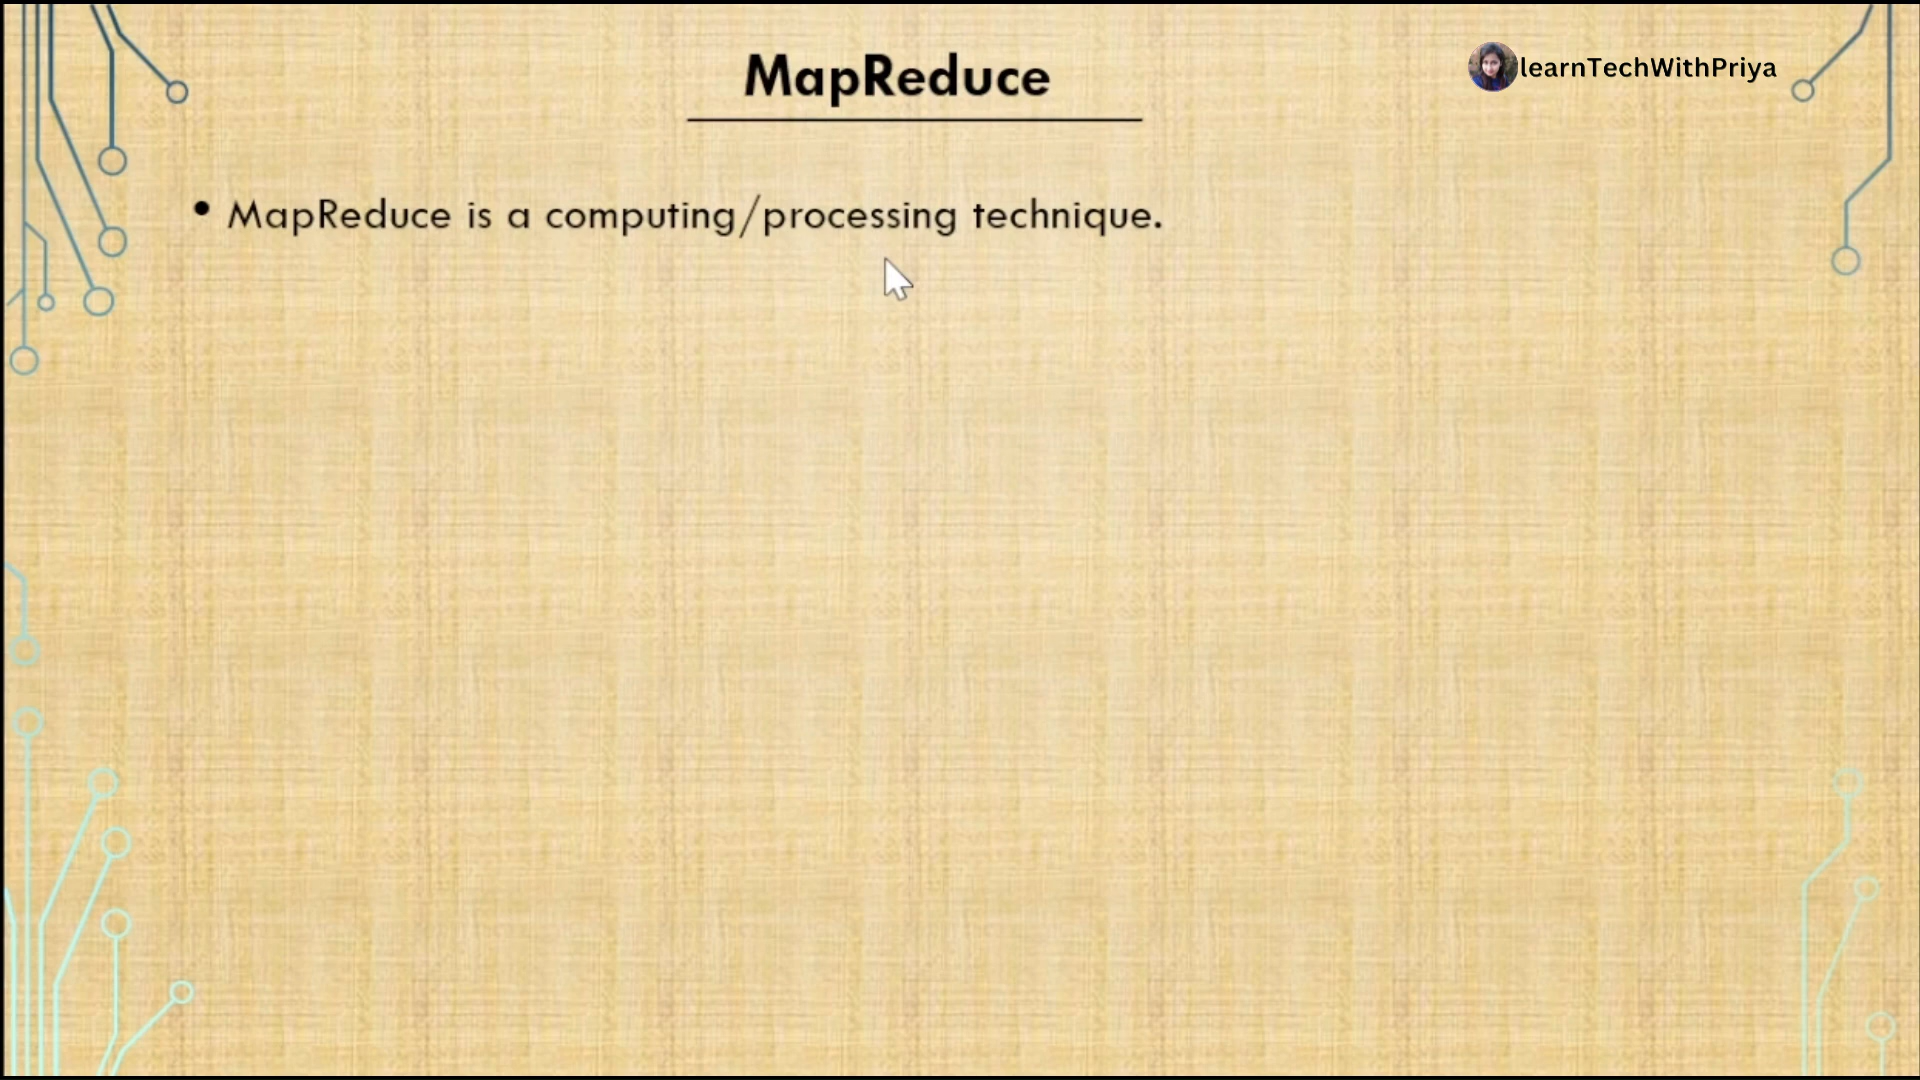 MapReduce
learnTechWithPriya
• MapReduce is a computing/processing technique.